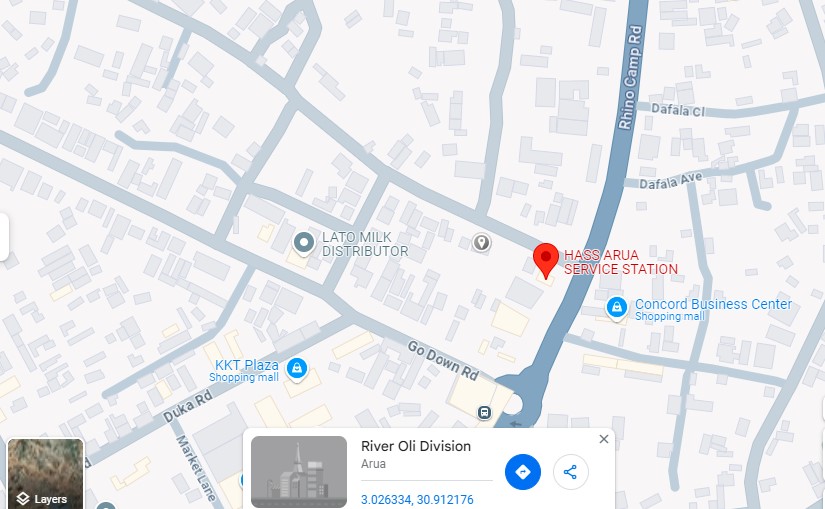 Rhino Camp Rd
Dafala Cl
Dafala Ave
LATO MILK
DISTRIBUTOR
HASS ARUA
SERVICE STATION
Concord Business Center
Shopping mall
Go Down Rd
KKT Plaza
Shopping mall
Duka Rd
Market Lane
River Oli Division
Arua
3.026334, 30.912176
Layers